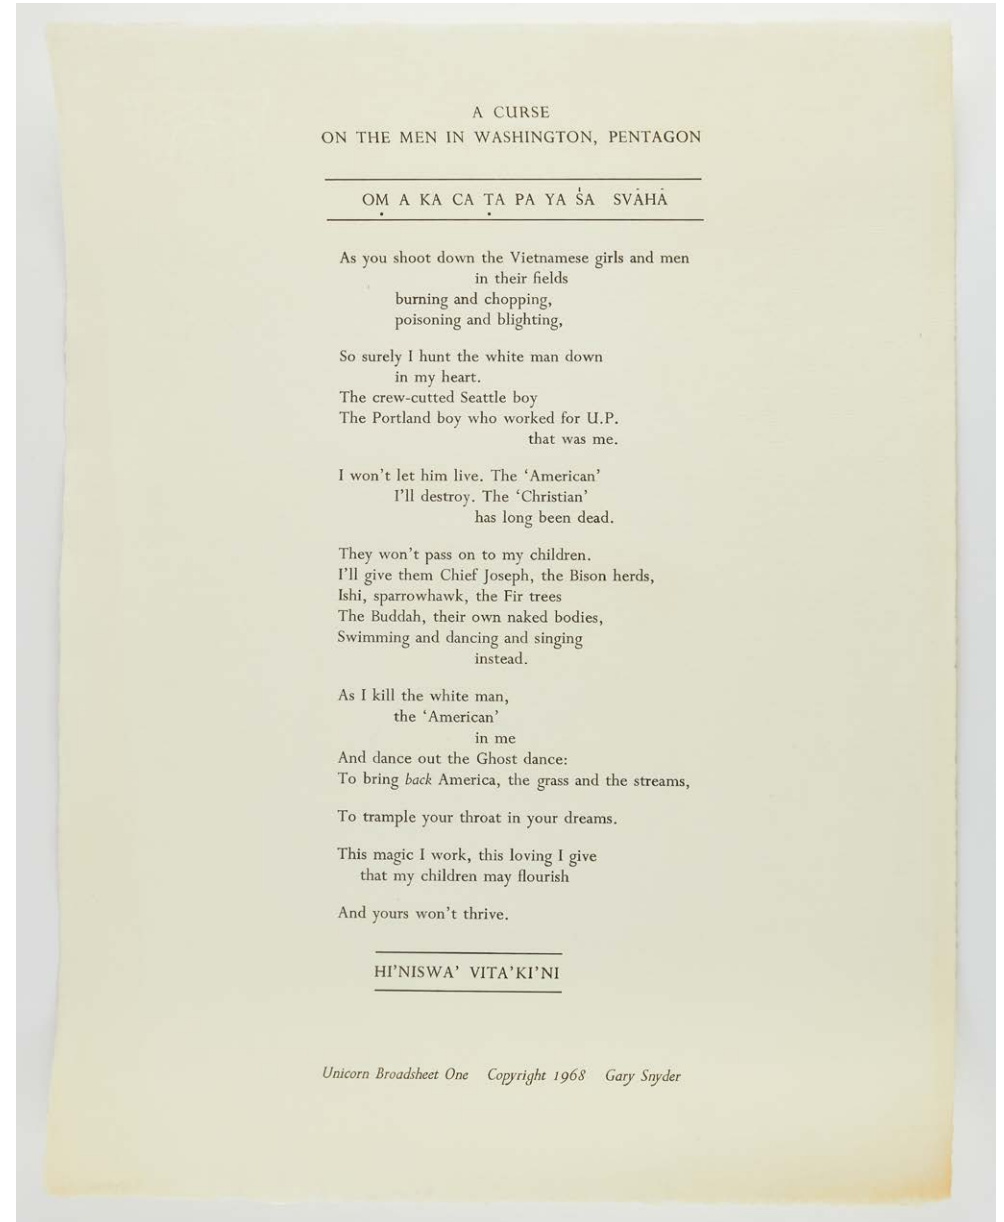 A CURSE
ON THE MEN IN WASHINGTON, PENTAGON
OṂ A KA CA ṬA PA YA ṠA SVĀHĀ
As you shoot down the Vietnamese girls and men
in their fields
burning and chopping,
poisoning and blighting,
So surely I hunt the white man down
in my heart.
The crew-cutted Seattle boy
The Portland boy who worked for U.P.
that was me.
I won't let him live. The 'American'
I'll destroy. The 'Christian'
has long been dead.
They won't pass on to my children.
I'll give them Chief Joseph, the Bison herds,
Ishi, sparrowhawk, the Fir trees
The Buddah, their own naked bodies,
Swimming and dancing and singing
instead.
As I kill the white man,
the 'American'
in me
And dance out the Ghost dance:
To bring back America, the grass and the streams,
To trample your throat in your dreams.
This magic I work, this loving I give
that my children may flourish
And yours won't thrive.
HI'NISWA' VITA'KI'NI
Unicorn Broadsheet One Copyright 1968 Gary Snyder